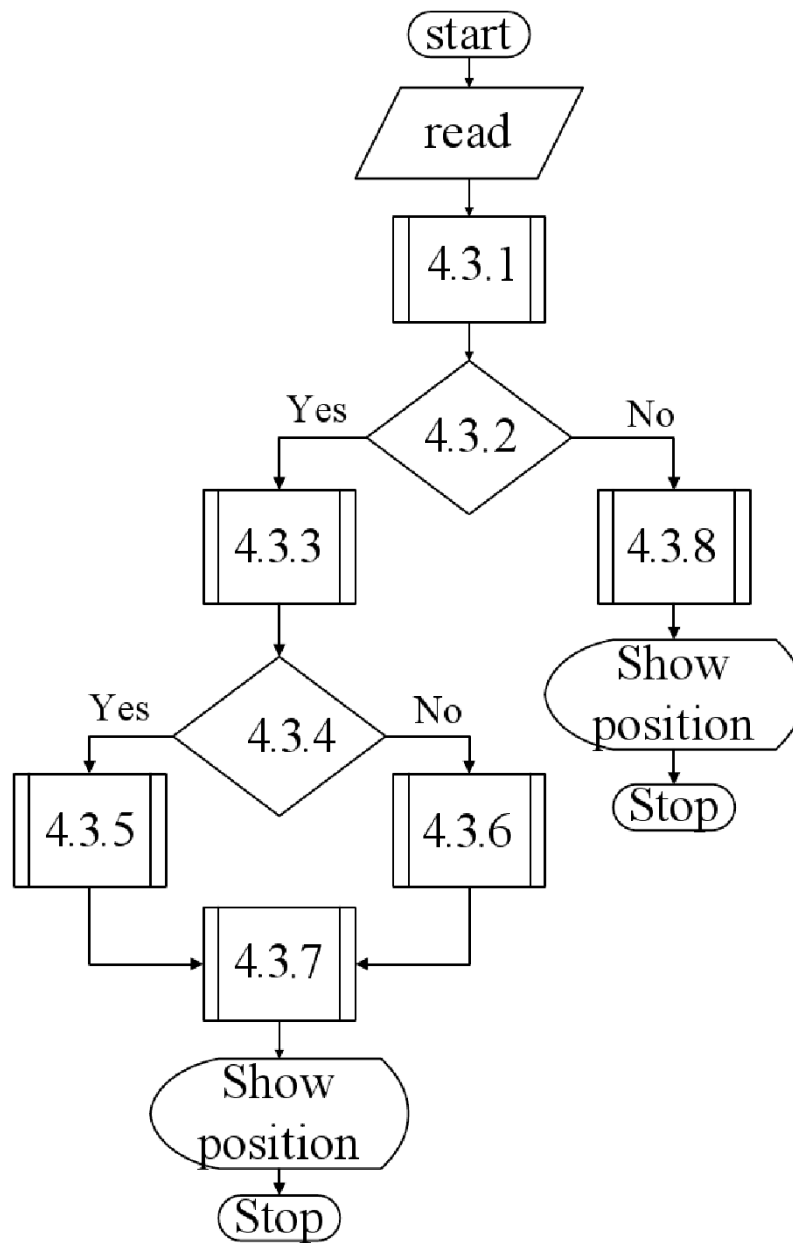 start
read
4.3.1
Yes
No
4.3.2
4.3.3
4.3.8
Show
position
Yes
No
4.3.4
Stop
4.3.5
4.3.6
4.3.7
Show
position
Stop